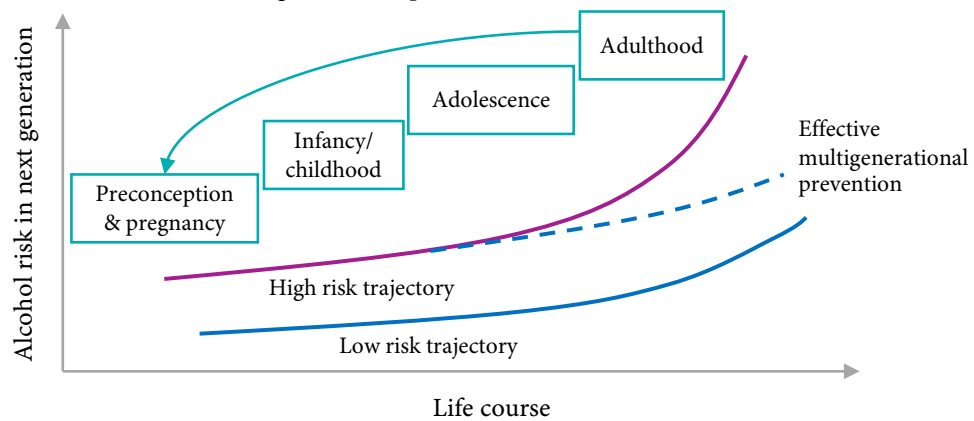 Adulthood
Adolescence
Infancy/
childhood
Preconception
& pregnancy
Effective
multigenerational
prevention
High risk trajectory
Low risk trajectory
Alcohol risk in next generation
Life course